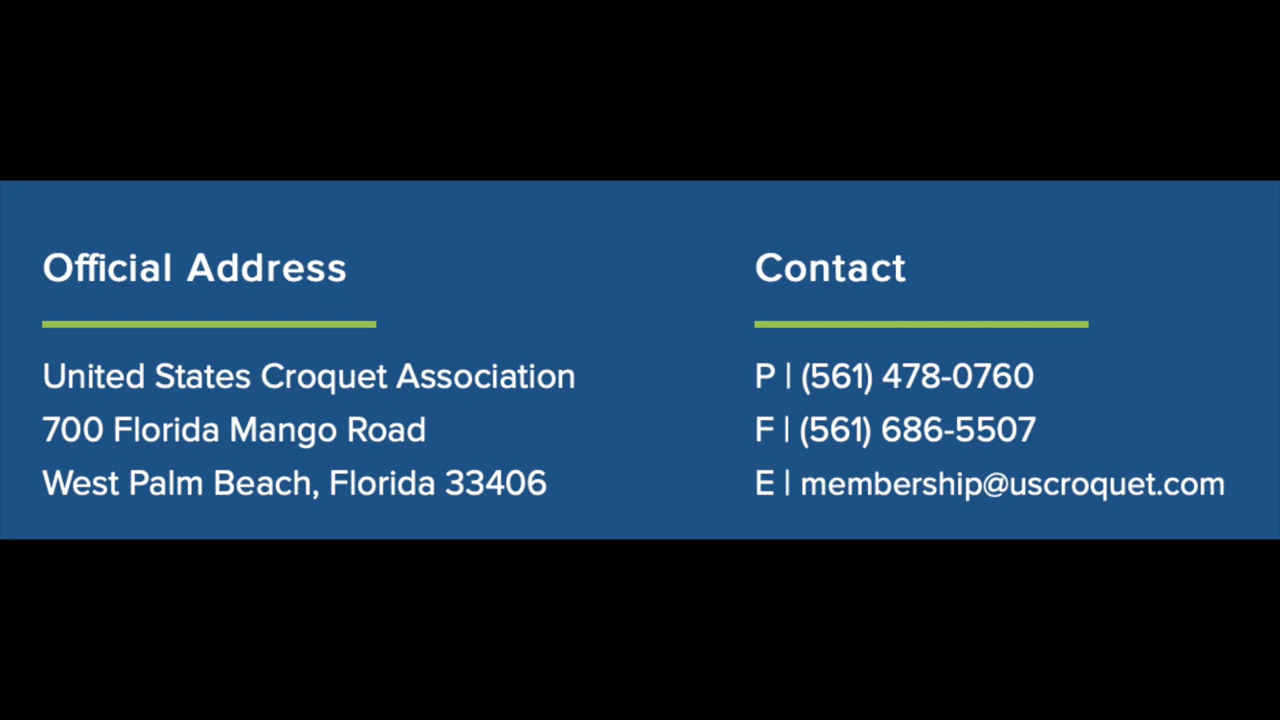 Official Address
United States Croquet Association
700 Florida Mango Road
West Palm Beach, Florida 33406
Contact
P | (561) 478-0760
F | (561) 686-5507
E | membership@uscroquet.com